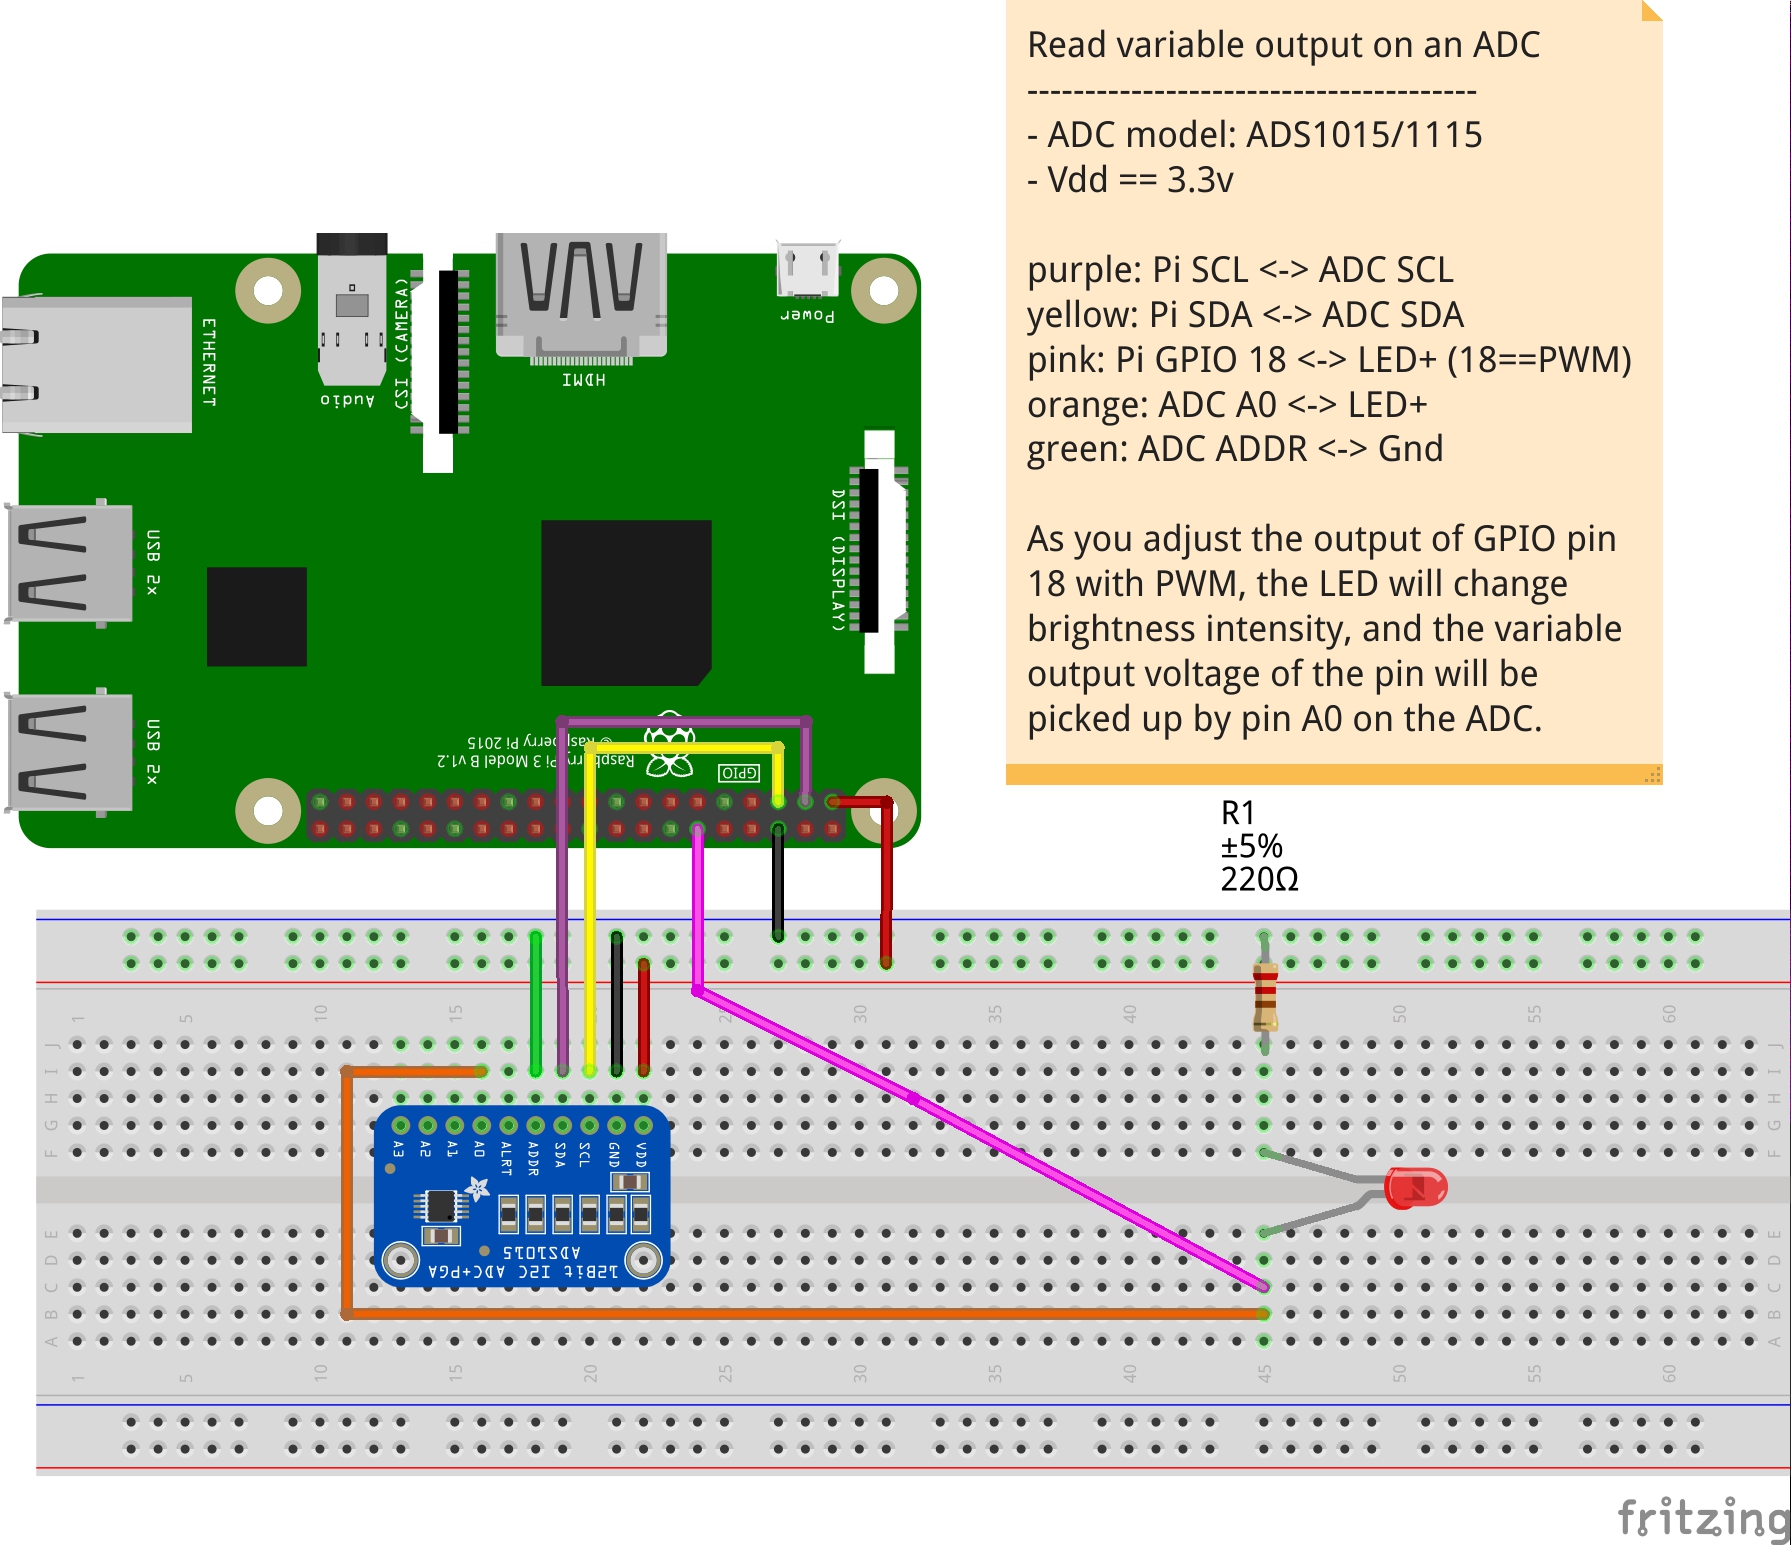 Read variable output on an ADC
---------------------------------------
- ADC model: ADS1015/1115
- Vdd == 3.3v
purple: Pi SCL <-> ADC SCL
yellow: Pi SDA <-> ADC SDA
pink: Pi GPIO 18 <-> LED+ (18==PWM)
orange: ADC A0 <-> LED+
green: ADC ADDR <-> Gnd
As you adjust the output of GPIO pin
18 with PWM, the LED will change
brightness intensity, and the variable
output voltage of the pin will be
picked up by pin A0 on the ADC.
ETHERNET
Audio
CSI (CAMERA)
HDMI
Power
DSI (DISPLAY)
USB 2x
USB 2x
© Raspberry Pi 2015
Raspberry Pi 3 Model B v1.2
GPIO
R1
±5%
220Ω
1 5 10 15 20 25 30 35 40 45 50 55 60
J J
I I
H H
G G
F F
A3 A2 A1 A0 ALRT ADDR SDA SCL GND VDD
ADS1015
12Bit I2C ADC+PGA
E E
D D
C C
B B
A A
1 5 10 15 20 25 30 35 40 45 50 55 60
fritzing